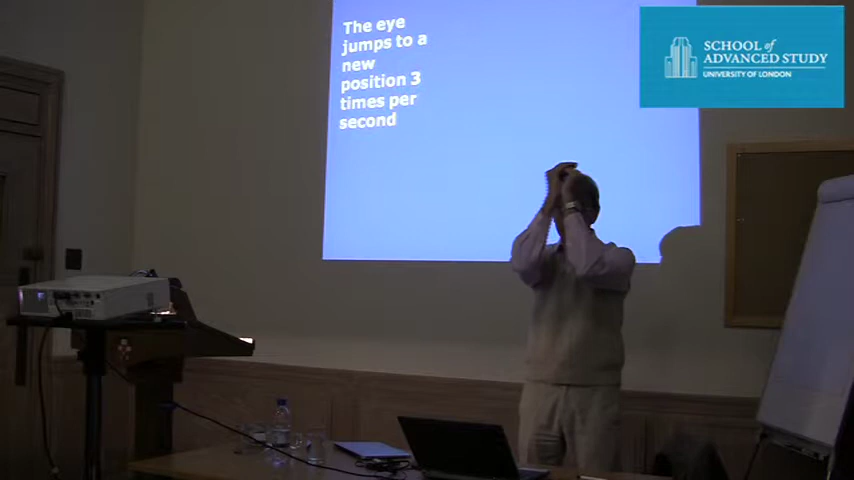 The eye
jumps to a
new
position 3
times per
second
SCHOOL of
ADVANCED STUDY
UNIVERSITY OF LONDON